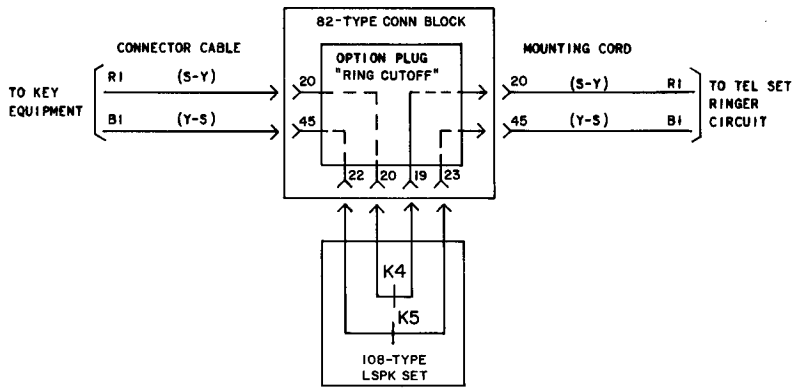 82-TYPE CONN BLOCK
CONNECTOR CABLE
OPTION PLUG
"RING CUTOFF"
MOUNTING CORD
TO KEY
EQUIPMENT
R1 (S-Y)
B1 (Y-S)
20
45
22 20 19 23
20 (S-Y) R1
45 (Y-S) B1
TO TEL SET
RINGER
CIRCUIT
K4
K5
108-TYPE
LSPK SET